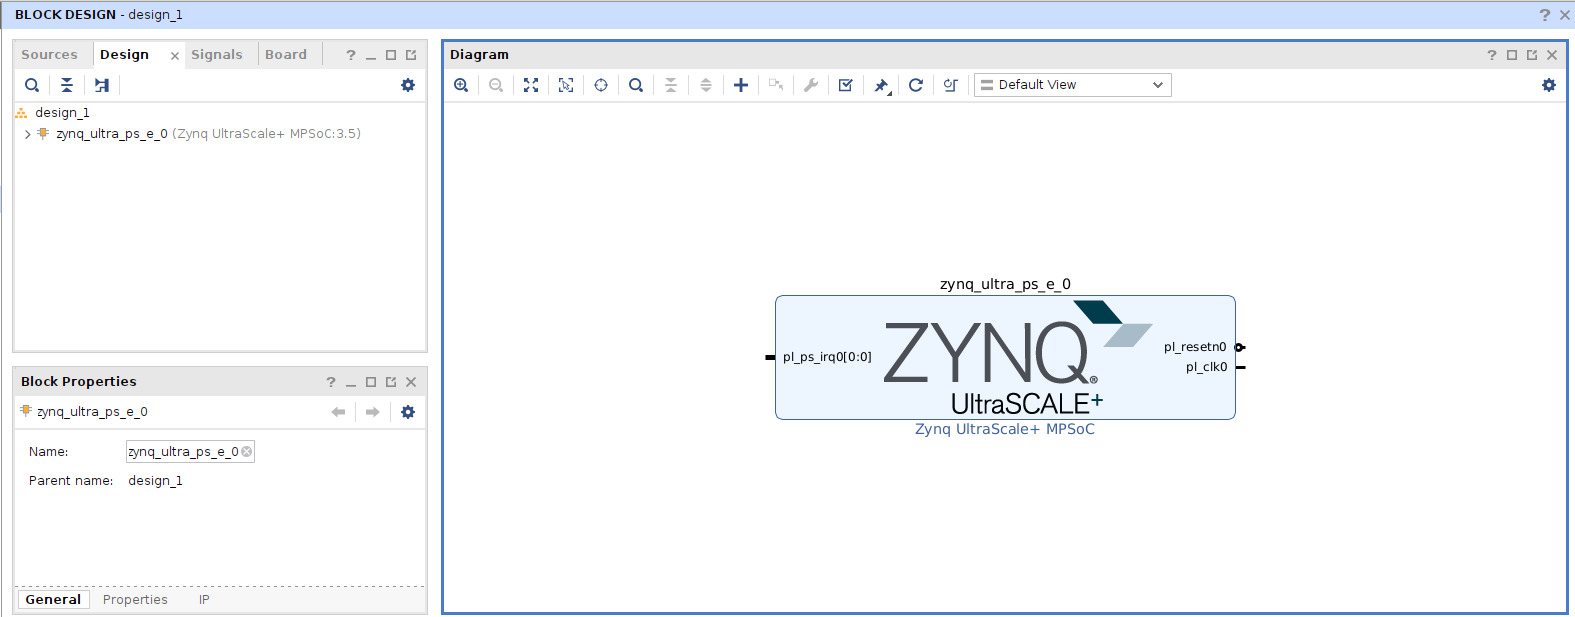 BLOCK DESIGN - design_1
Sources Design Signals Board
design_1
zynq_ultra_ps_e_0 (Zynq UltraScale+ MPSoC:3.5)
Block Properties
zynq_ultra_ps_e_0
Name: zynq_ultra_ps_e_0
Parent name: design_1
General Properties IP
Diagram
Default View
zynq_ultra_ps_e_0
pl_ps_irq0[0:0]
ZYNQ®
UltraSCALE+
pl_resetn0
pl_clk0
Zynq UltraScale+ MPSoC